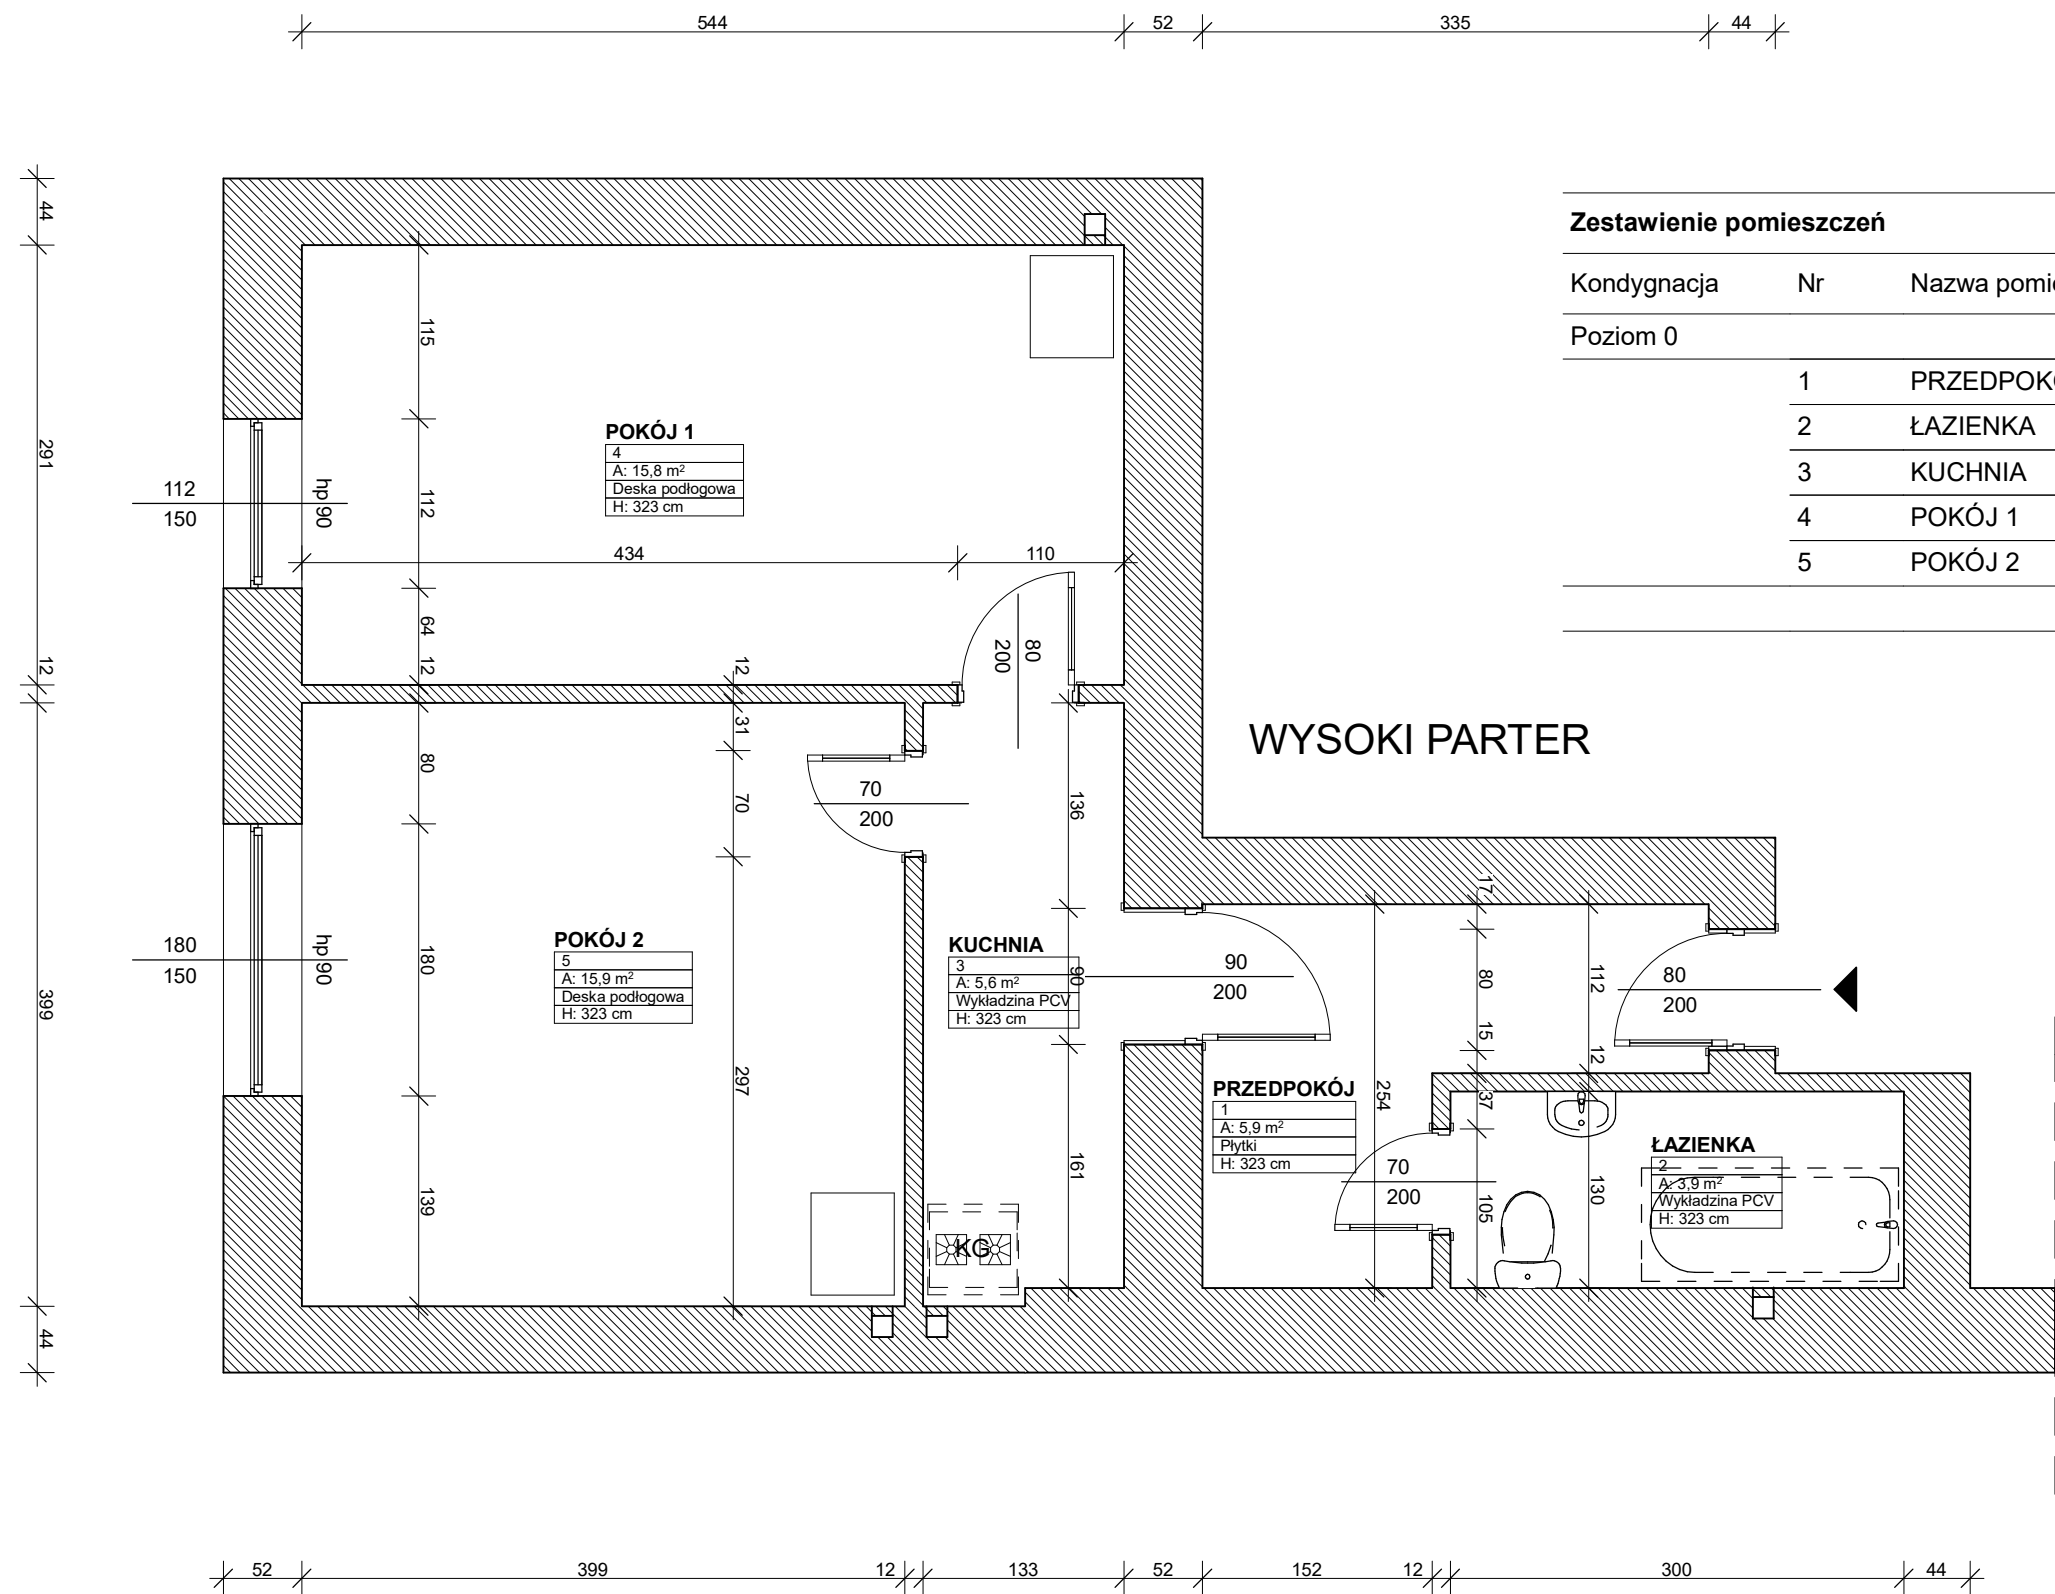 544 52 335 44
44
291
12
399
44
Zestawienie pomieszczeń
Kondygnacja Nr Nazwa pomie
Poziom 0
1 PRZEDPOKÓ
2 ŁAZIENKA
3 KUCHNIA
4 POKÓJ 1
5 POKÓJ 2
115
112
64
12
POKÓJ 1
4
A: 15,8 m²
Deska podłogowa
H: 323 cm
112
150
hp 90
434 110
80
200
WYSOKI PARTER
12
31
70
297
80
180
139
70
200
180
150
hp 90
POKÓJ 2
5
A: 15,9 m²
Deska podłogowa
H: 323 cm
136
90
161
KUCHNIA
3
A: 5,6 m²
Wykładzina PCV
H: 323 cm
KG
90
200
17
80
15
37
105
112
12
130
80
200
254
PRZEDPOKÓJ
1
A: 5,9 m²
Płytki
H: 323 cm
70
200
ŁAZIENKA
2
A: 3,9 m²
Wykładzina PCV
H: 323 cm
52 399 12 133 52 152 12 300 44